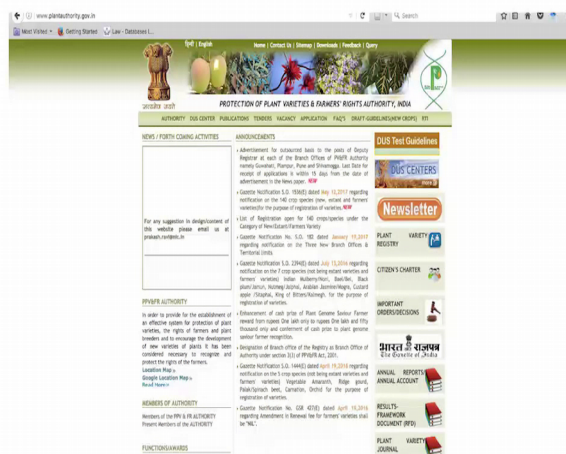 www.plantauthority.gov.in
Search
Most Visited
Getting Started
Law - Databases L...
हिन्दी | English
Home | Contact Us | Sitemap | Downloads | Feedback | Query
सत्यमेव जयते
PROTECTION OF PLANT VARIETIES & FARMERS' RIGHTS AUTHORITY, INDIA
AUTHORITY DUS CENTER PUBLICATIONS TENDERS VACANCY APPLICATION FAQ'S DRAFT-GUIDELINES(NEW CROPS) RTI
NEWS / FORTH COMING ACTIVITIES
For any suggestion in design/content of
this website please email us at
PPV&FR AUTHORITY
In order to provide for the establishment of
an effective system for protection of plant
varieties, the rights of farmers and plant
breeders and to encourage the development
of new varieties of plants it has been
considered necessary to recognize and
protect the rights of the farmers.
Location Map
Google Location Map
Read More
MEMBERS OF AUTHORITY
Members of the PPV & FR AUTHORITY
Present Members of the AUTHORITY
FUNCTIONS/AWARDS
ANNOUNCEMENTS
Advertisement for outsourced basis to the posts of Deputy
Registrar at each of the Branch Offices of PV&FR Authority
namely Guwahati, Planpur, Pune and Shivamogga. Last Date for
receipt of applications is within 15 days from the date of
advertisement in the News paper. NEW
Gazette Notification S.O. 1536(E) dated May 12,2017 regarding
notification on the 140 crop species (new, extant and farmers
varieties)for the purpose of registration of varieties. NEW
List of Registration open for 140 crops/species under the
Category of New/Extant/Farmers Variety
Gazette Notification No. S.O. 182 dated January 19,2017
regarding notification on the Three New Branch Offices &
Territorial Limits
Gazette Notification S.O. 2394(E) dated July 13,2016 regarding
notification on the 7 crop species (but being extant varieties and
farmers varieties) Indian Mulberry/Noni, Bael/Bel, Black
plum/Jamun, Nutmeg/Jaiphal, Arabian Jasmine/Mogra, Custard
apple /Sitaphal, King of Bitters/Kalmegh, for the purpose of
registration of varieties.
Enhancement of cash prize of Plant Genome Saviour Farmer
reward from rupees One lakh only to rupees One lakh and fifty
thousand only and conferment of cash prize to plant genome
saviour farmer recognition.
Designation of Branch office of the Registry as Branch Office of
Authority under section 3(3) of PPV&FR Act, 2001.
Gazette Notification S.O. 1444(E) dated April 19,2016 regarding
notification on the 5 crop species (but being extant varieties and
farmers' varieties) Vegetable Amaranth, Ridge gourd,
Palak/Spinach beet, Carnation, Orchid for the purpose of
registration of varieties.
Gazette Notification No. GSR 427(E) dated April 19,2016
regarding Amendment in Renewal fee for farmers' varieties shall
be "NIL".
DUS Test Guidelines
DUS CENTERS
more
Newsletter
PLANT VARIETY
REGISTRY
CITIZEN'S CHARTER
IMPORTANT
ORDERS/DECISIONS
भारत का राजपत्र
The Gazette of India
ANNUAL REPORTS
ANNUAL ACCOUNT
RESULTS-
FRAMEWORK
DOCUMENT (RFD)
PLANT VARIETY
JOURNAL